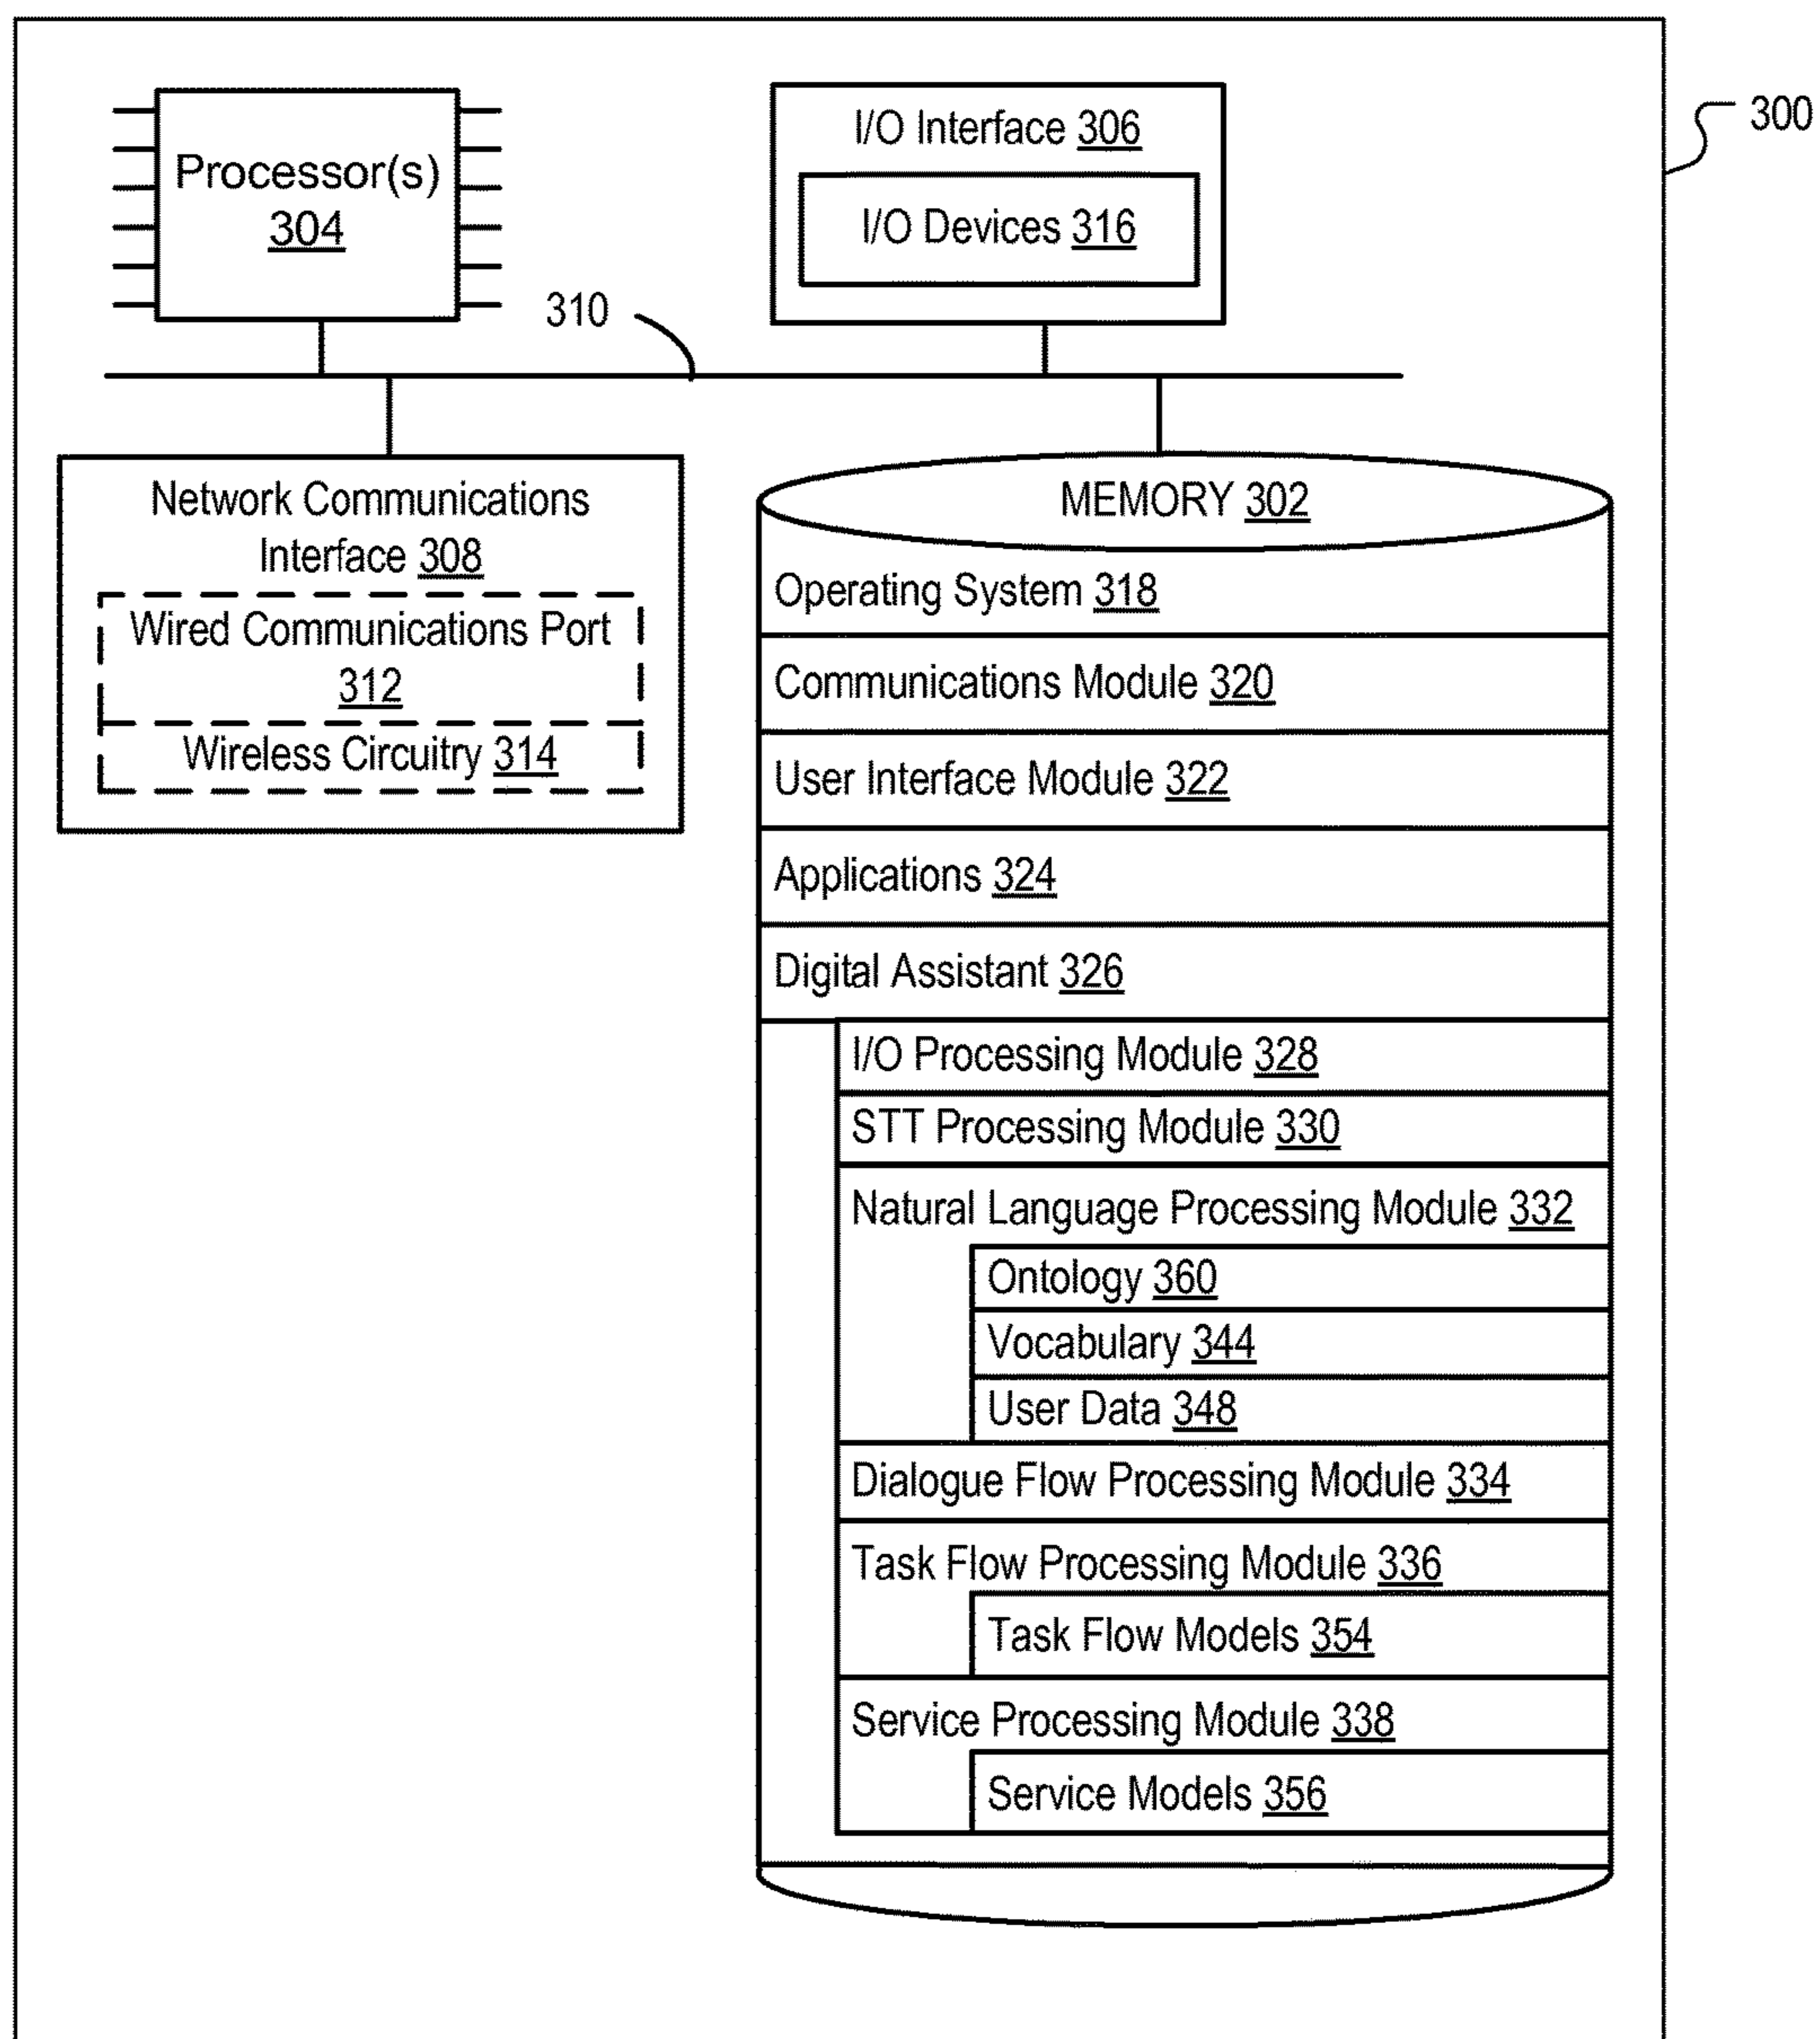 300
Processor(s)
304
I/O Interface 306
I/O Devices 316
310
Network Communications
Interface 308
Wired Communications Port
312
Wireless Circuitry 314
MEMORY 302
Operating System 318
Communications Module 320
User Interface Module 322
Applications 324
Digital Assistant 326
I/O Processing Module 328
STT Processing Module 330
Natural Language Processing Module 332
Ontology 360
Vocabulary 344
User Data 348
Dialogue Flow Processing Module 334
Task Flow Processing Module 336
Task Flow Models 354
Service Processing Module 338
Service Models 356